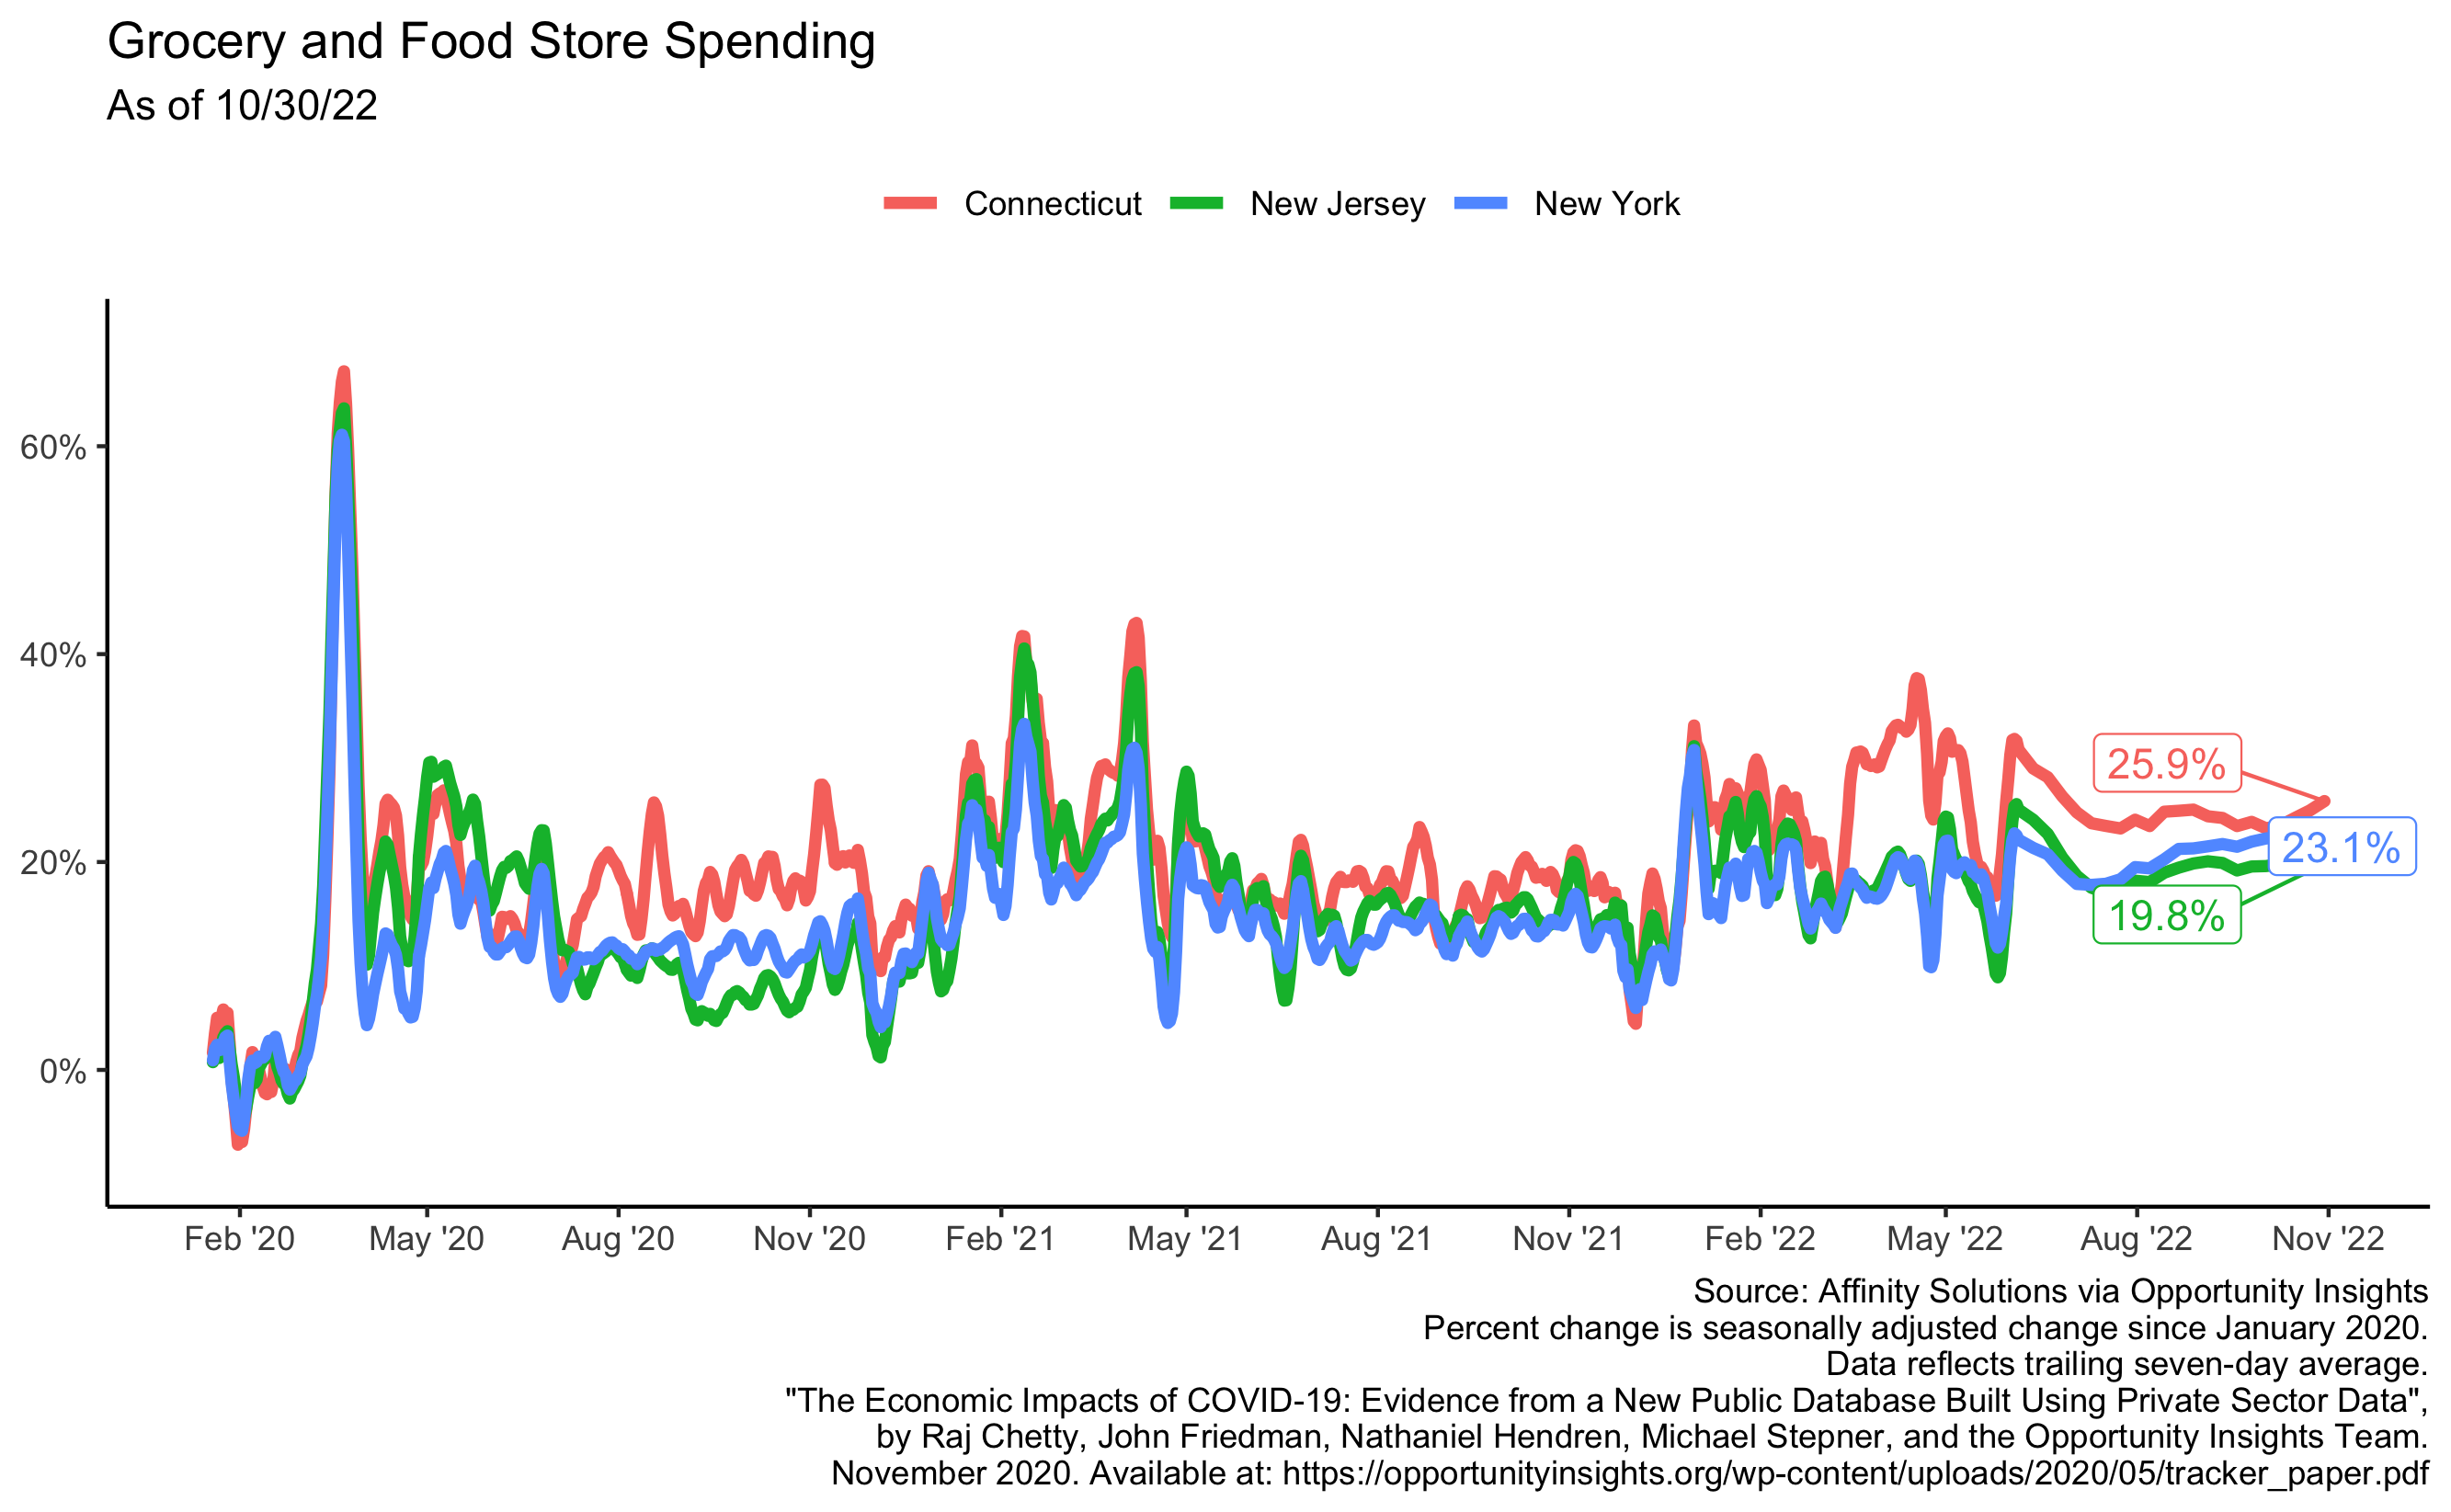 Grocery and Food Store Spending
As of 10/30/22
Connecticut New Jersey New York
60%
40%
20%
0%
25.9%
23.1%
19.8%
Feb '20 May '20 Aug '20 Nov '20 Feb '21 May '21 Aug '21 Nov '21 Feb '22 May '22 Aug '22 Nov '22
Source: Affinity Solutions via Opportunity Insights
Percent change is seasonally adjusted change since January 2020.
Data reflects trailing seven-day average.
"The Economic Impacts of COVID-19: Evidence from a New Public Database Built Using Private Sector Data",
by Raj Chetty, John Friedman, Nathaniel Hendren, Michael Stepner, and the Opportunity Insights Team.
November 2020. Available at: https://opportunityinsights.org/wp-content/uploads/2020/05/tracker_paper.pdf